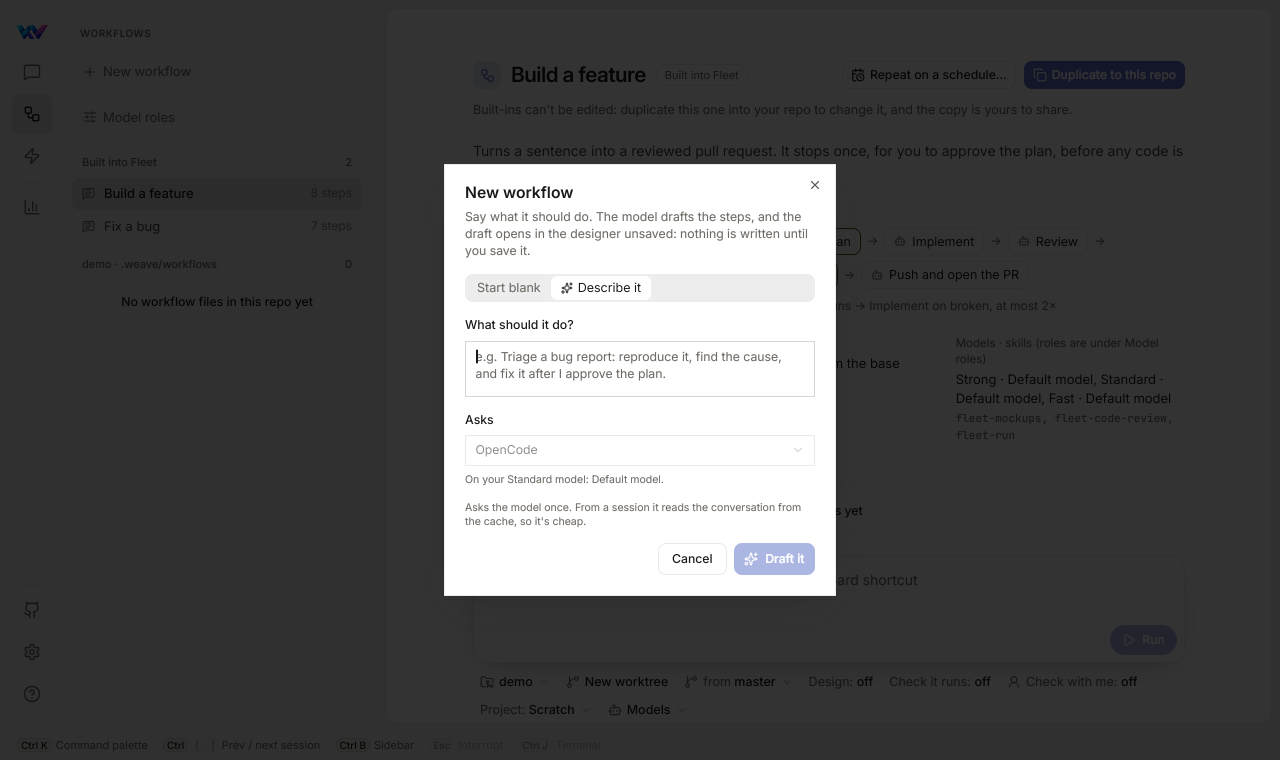 WORKFLOWS
New workflow
Model roles
Built into Fleet 2
Build a feature 8 steps
Fix a bug 7 steps
demo · .weave/workflows 0
No workflow files in this repo yet
Build a feature Built into Fleet
Repeat on a schedule... Duplicate to this repo
Built-ins can't be edited: duplicate this one into your repo to change it, and the copy is yours to share.
Turns a sentence into a reviewed pull request. It stops once, for you to approve the plan, before any code is
an → Implement → Review →
→ Push and open the PR
ns → Implement on broken, at most 2×
Models · skills (roles are under Model
roles)
m the base
Strong · Default model, Standard ·
Default model, Fast · Default model
fleet-mockups, fleet-code-review,
fleet-run
s yet
ard shortcut
Run
New workflow
Say what it should do. The model drafts the steps, and the
draft opens in the designer unsaved: nothing is written until
you save it.
Start blank Describe it
What should it do?
e.g. Triage a bug report: reproduce it, find the cause,
and fix it after I approve the plan.
Asks
OpenCode
On your Standard model: Default model.
Asks the model once. From a session it reads the conversation from
the cache, so it's cheap.
Cancel Draft it
demo New worktree from master Design: off Check it runs: off Check with me: off
Project: Scratch Models
Ctrl K Command palette Ctrl [ ] Prev / next session Ctrl B Sidebar Esc Interrupt Ctrl J Terminal